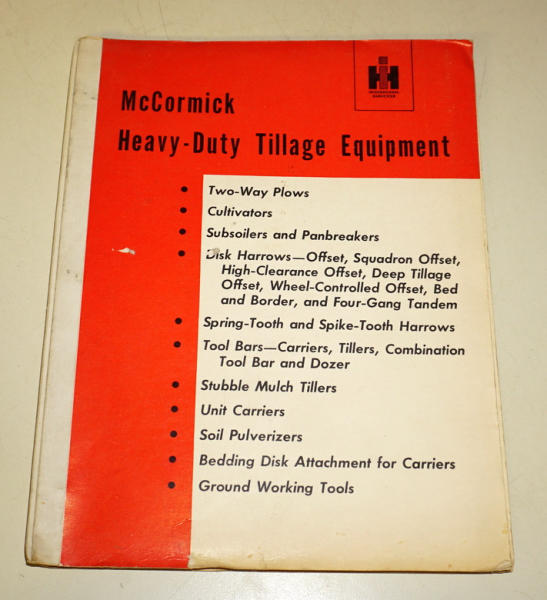 IH
INTERNATIONAL
HARVESTER
McCormick
Heavy-Duty Tillage Equipment
• Two-Way Plows
• Cultivators
• Subsoilers and Panbreakers
• Disk Harrows—Offset, Squadron Offset,
High-Clearance Offset, Deep Tillage
Offset, Wheel-Controlled Offset, Bed
and Border, and Four-Gang Tandem
• Spring-Tooth and Spike-Tooth Harrows
• Tool Bars—Carriers, Tillers, Combination
Tool Bar and Dozer
• Stubble Mulch Tillers
• Unit Carriers
• Soil Pulverizers
• Bedding Disk Attachment for Carriers
• Ground Working Tools